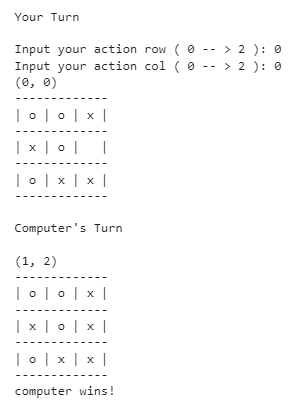 Your Turn
Input your action row ( 0 -- > 2 ): 0
Input your action col ( 0 -- > 2 ): 0
(0, 0)
-------------
| o | o | x |
-------------
| x | o |   |
-------------
| o | x | x |
-------------
Computer's Turn
(1, 2)
-------------
| o | o | x |
-------------
| x | o | x |
-------------
| o | x | x |
-------------
computer wins!